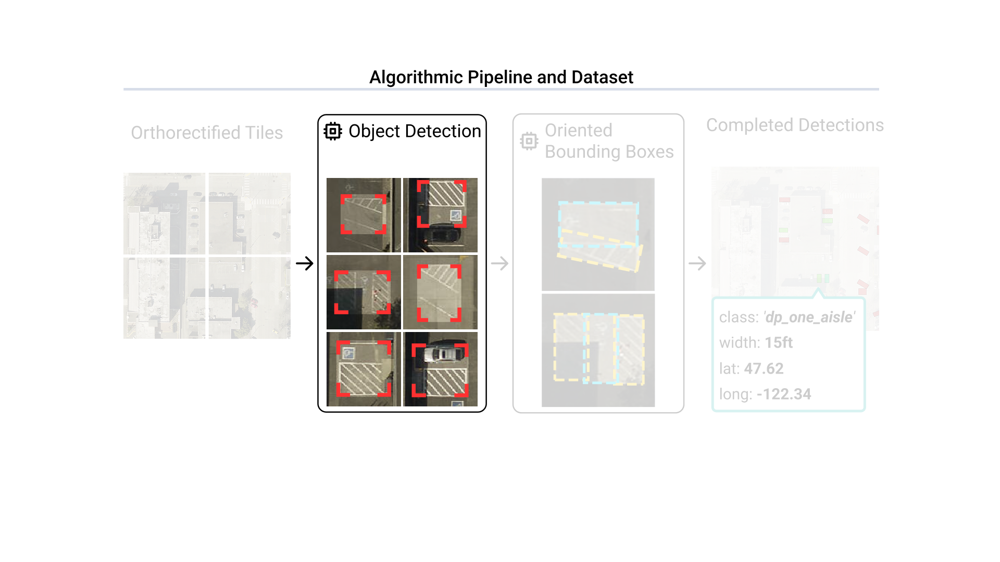 Algorithmic Pipeline and Dataset
Orthorectified Tiles
Object Detection
Oriented
Bounding Boxes
Completed Detections
class: 'dp_one_aisle'
width: 15ft
lat: 47.62
long: -122.34